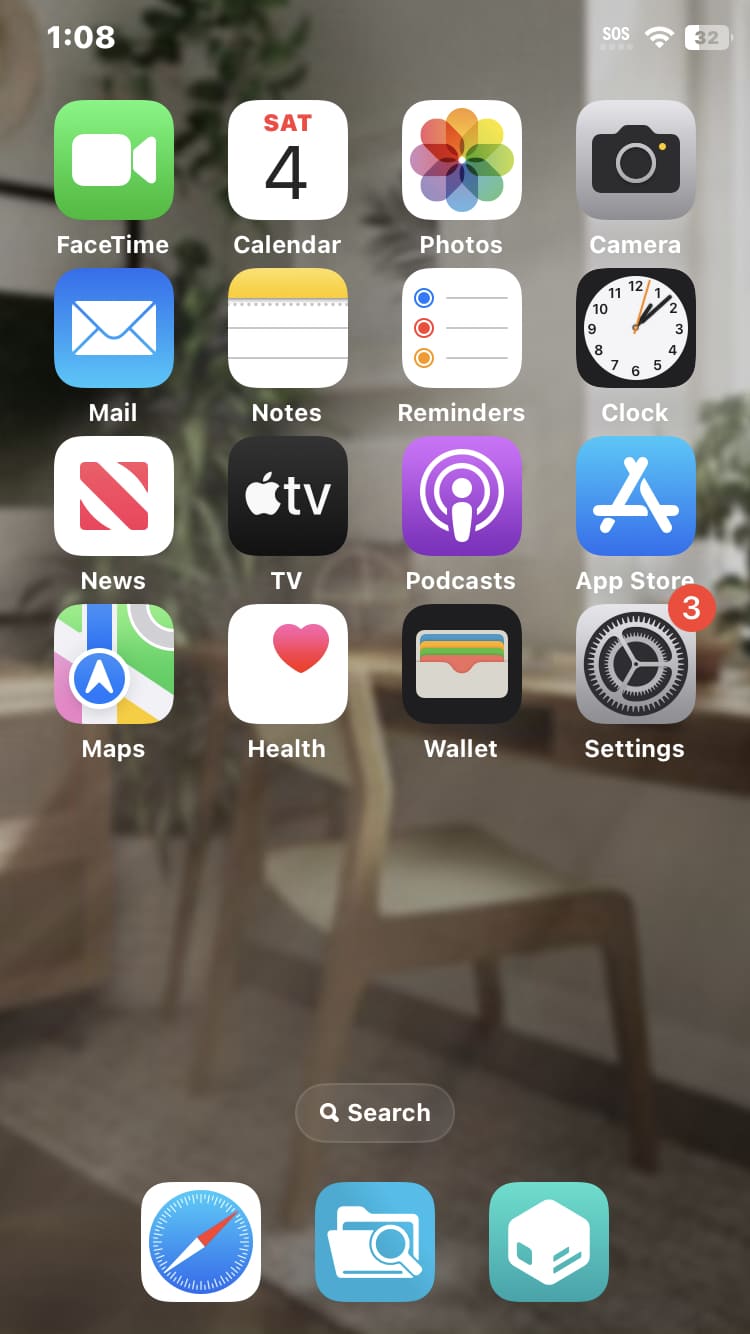 1:08 SOS 32
SAT
4
FaceTime Calendar Photos Camera
12
11 1
10 2
9 3
8 4
7 5
6
Mail Notes Reminders Clock
tv
News TV Podcasts App Store
3
Maps Health Wallet Settings
Search